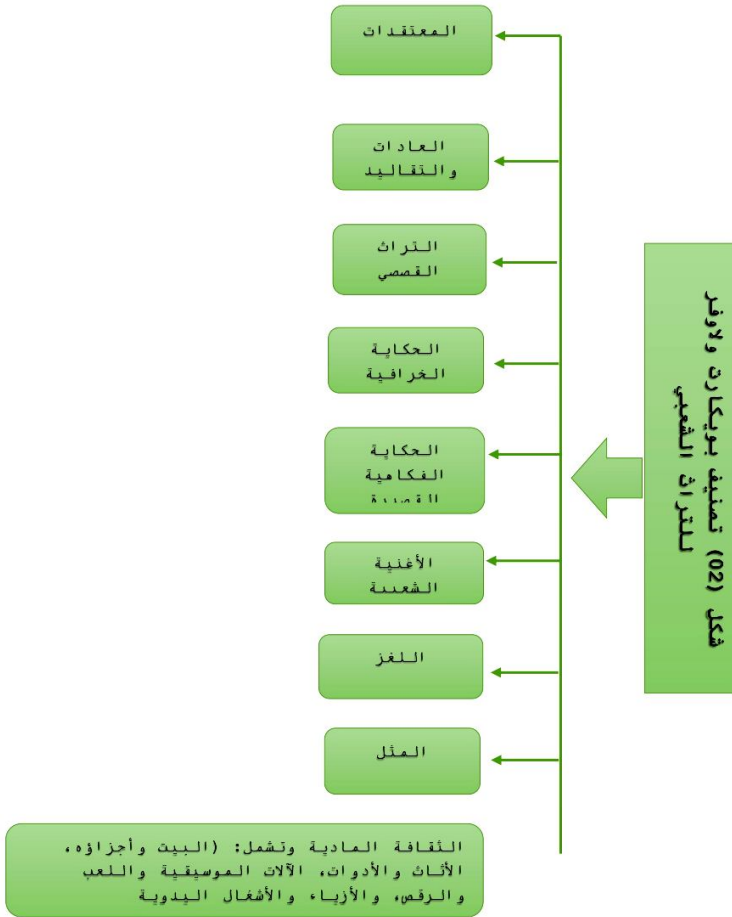 شكل (02) تصنيف بويكارت ولاوفر
للتراث الشعبي
المعتقدات
العادات
والتقاليد
التراث
القصصي
الحكاية
الخرافية
الحكاية
الفكاهية
القصيرة
الأغنية
الشعبية
اللغز
المثل
الثقافة المادية وتشمل: (البيت وأجزاؤه،
الأثاث والأدوات، الآلات الموسيقية واللعب
والرقص، والأزياء والأشغال اليدوية